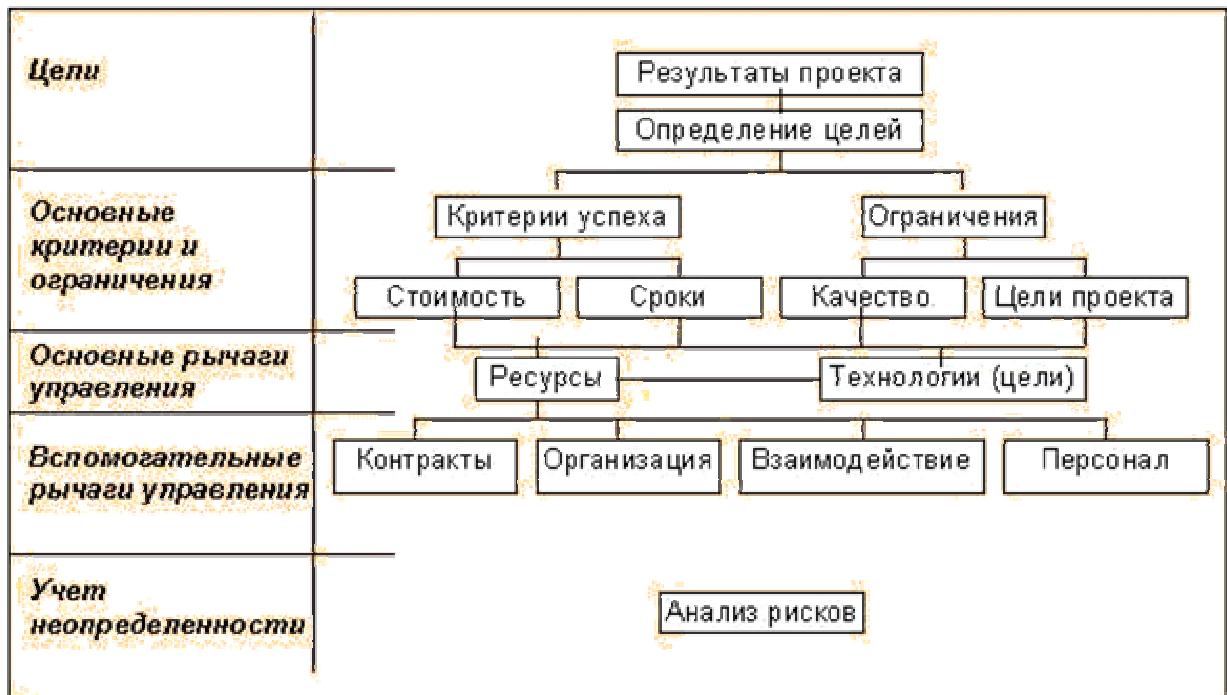 Цели
Результаты проекта
Определение целей
Основные
критерии и
ограничения
Критерии успеха
Ограничения
Стоимость
Сроки
Качество
Цели проекта
Основные рычаги
управления
Ресурсы
Технологии (цели)
Вспомогательные
рычаги управления
Контракты
Организация
Взаимодействие
Персонал
Учет
неопределенности
Анализ рисков